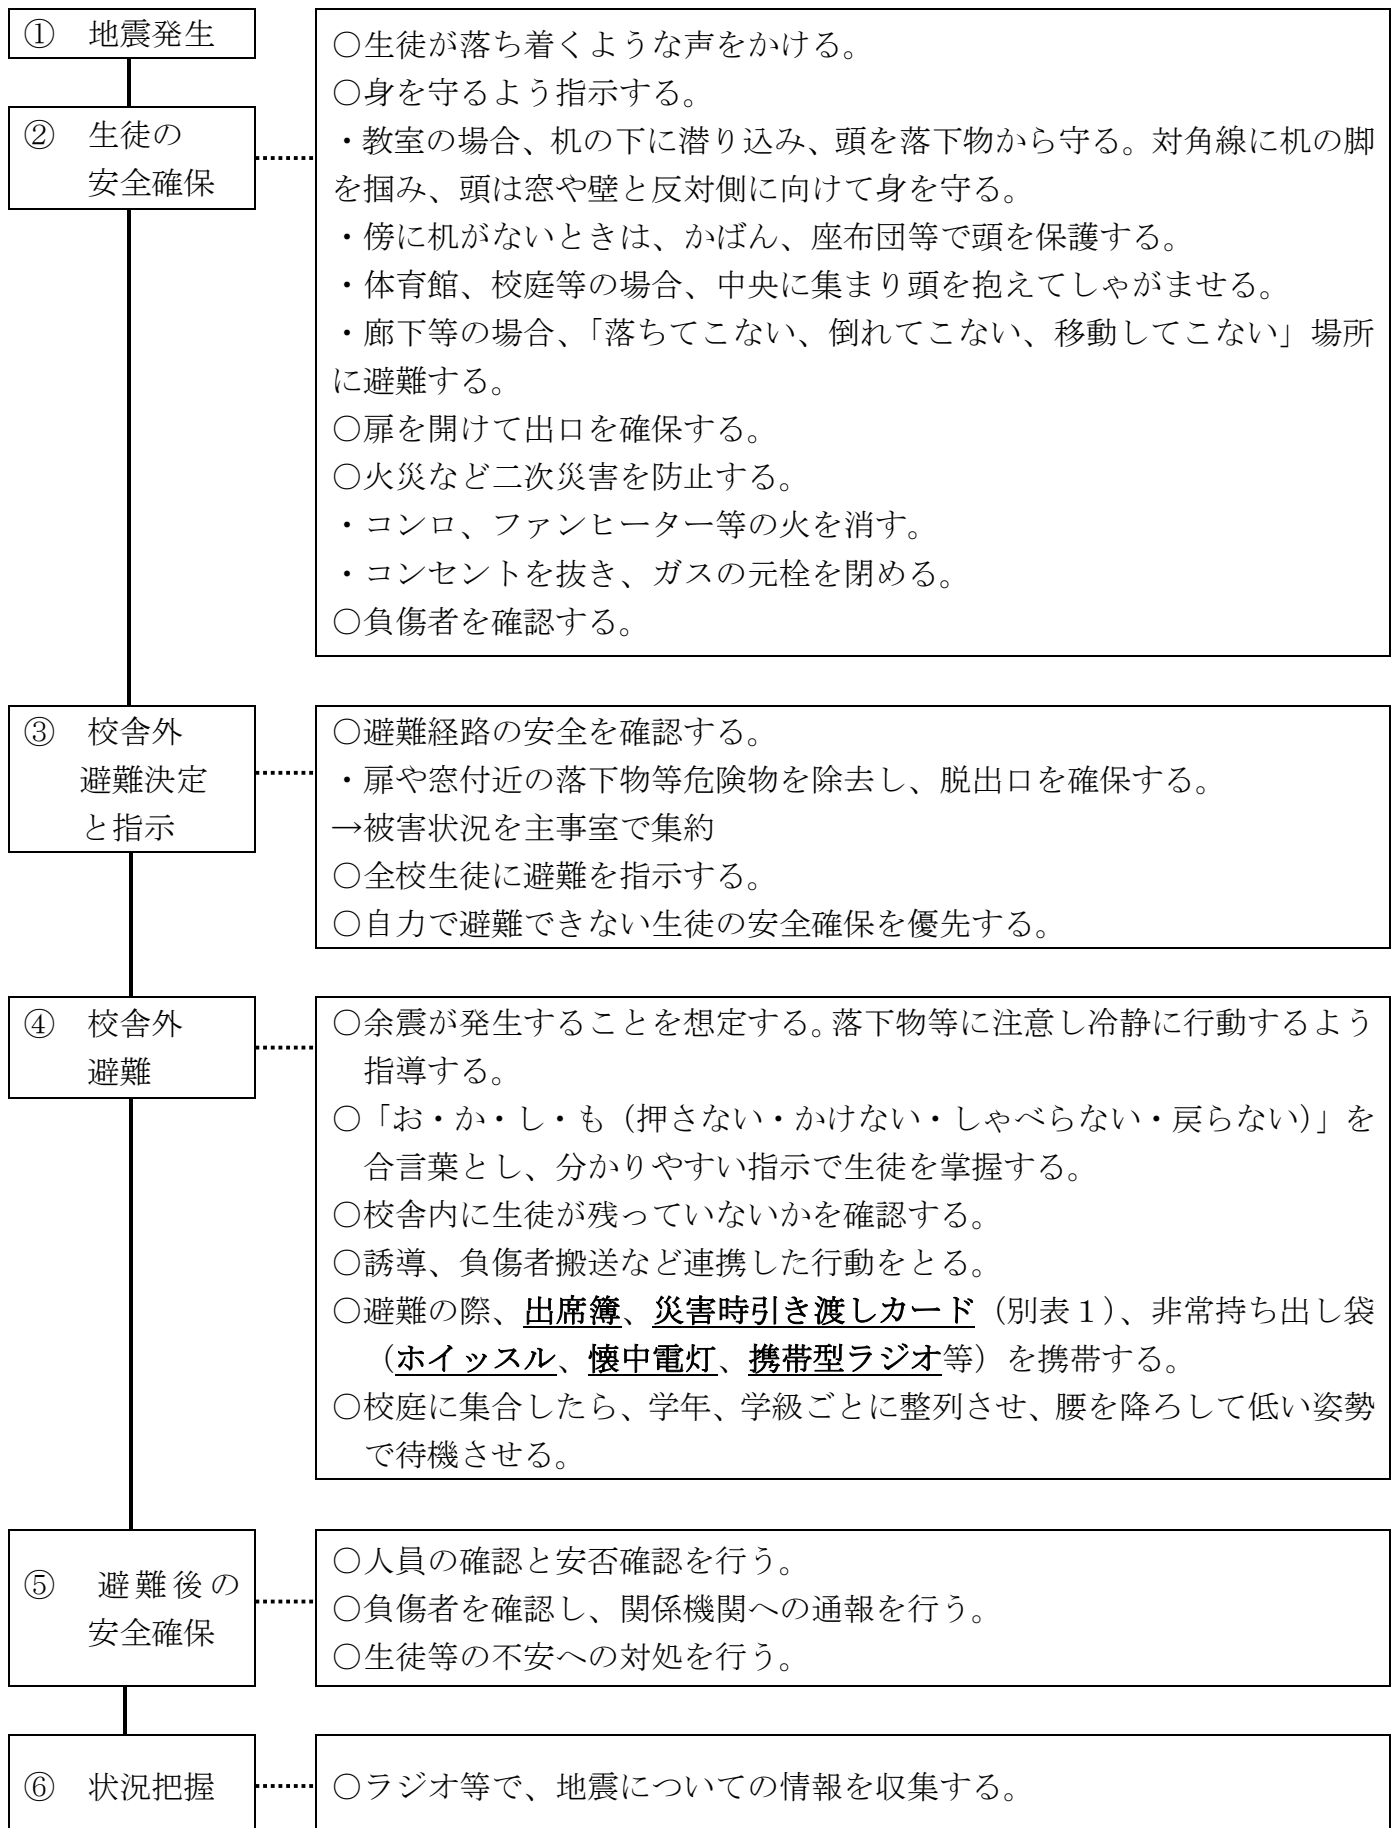 ① 地震発生
② 生徒の
安全確保
○生徒が落ち着くような声をかける。
○身を守るよう指示する。
・教室の場合、机の下に潜り込み、頭を落下物から守る。対角線に机の脚
を掴み、頭は窓や壁と反対側に向けて身を守る。
・傍に机がないときは、かばん、座布団等で頭を保護する。
・体育館、校庭等の場合、中央に集まり頭を抱えてしゃがませる。
・廊下等の場合、「落ちてこない、倒れてこない、移動してこない」場所
に避難する。
○扉を開けて出口を確保する。
○火災など二次災害を防止する。
・コンロ、ファンヒーター等の火を消す。
・コンセントを抜き、ガスの元栓を閉める。
○負傷者を確認する。
③ 校舎外
避難決定
と指示
○避難経路の安全を確認する。
・扉や窓付近の落下物等危険物を除去し、脱出口を確保する。
→被害状況を主事室で集約
○全校生徒に避難を指示する。
○自力で避難できない生徒の安全確保を優先する。
④ 校舎外
避難
○余震が発生することを想定する。落下物等に注意し冷静に行動するよう
指導する。
○「お・か・し・も（押さない・かけない・しゃべらない・戻らない）」を
合言葉とし、分かりやすい指示で生徒を掌握する。
○校舎内に生徒が残っていないかを確認する。
○誘導、負傷者搬送など連携した行動をとる。
○避難の際、出席簿、災害時引き渡しカード（別表１）、非常持ち出し袋
（ホイッスル、懐中電灯、携帯型ラジオ等）を携帯する。
○校庭に集合したら、学年、学級ごとに整列させ、腰を降ろして低い姿勢
で待機させる。
⑤ 避難後の
安全確保
○人員の確認と安否確認を行う。
○負傷者を確認し、関係機関への通報を行う。
○生徒等の不安への対処を行う。
⑥ 状況把握
○ラジオ等で、地震についての情報を収集する。